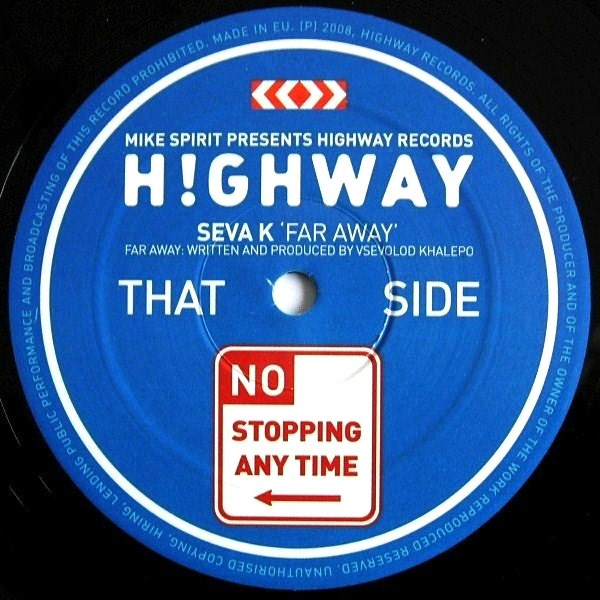 MIKE SPIRIT PRESENTS HIGHWAY RECORDS
H!GHWAY
SEVA K 'FAR AWAY'
FAR AWAY: WRITTEN AND PRODUCED BY VSEVOLOD KHALEPO
THAT SIDE
NO
STOPPING
ANY TIME
MADE IN EU. (P) 2008, HIGHWAY RECORDS. ALL RIGHTS OF THE PRODUCER AND OF THE OWNER OF THE WORK REPRODUCED RESERVED. UNAUTHORISED COPYING, HIRING, LENDING PUBLIC PERFORMANCE AND BROADCASTING OF THIS RECORD PROHIBITED.